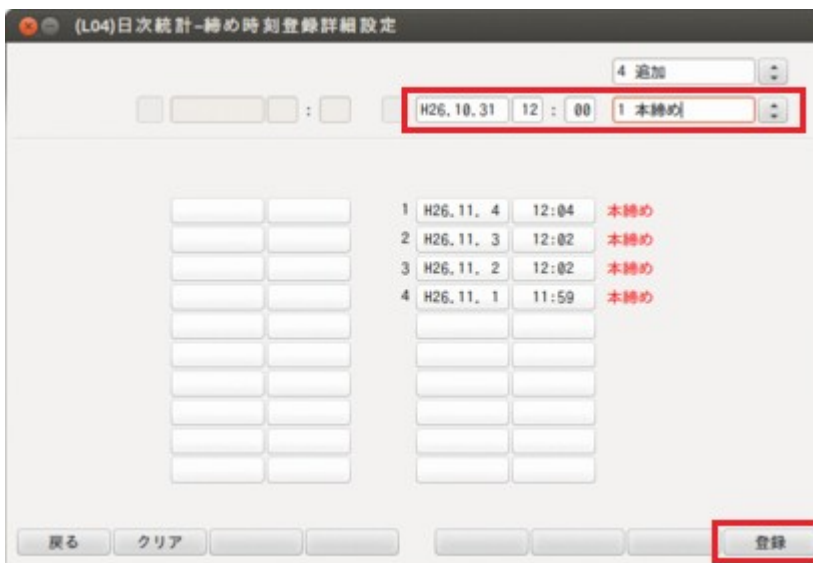 (L04)日次統計-締め時刻登録詳細設定
4 追加
: H26.10.31 12 : 00 1 本締め
1 H26.11. 4 12:04 本締め
2 H26.11. 3 12:02 本締め
3 H26.11. 2 12:02 本締め
4 H26.11. 1 11:59 本締め
戻る クリア 登録